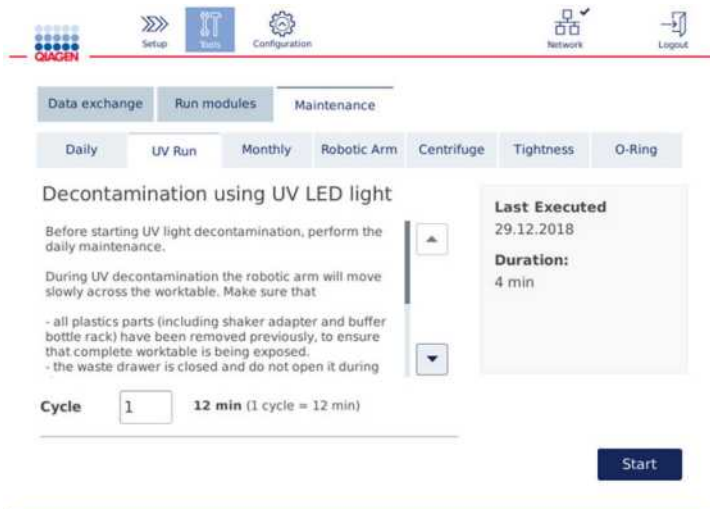 QIAGEN
Setup
Tools
Configuration
Network
Logout
Data exchange
Run modules
Maintenance
Daily
UV Run
Monthly
Robotic Arm
Centrifuge
Tightness
O-Ring
Decontamination using UV LED light
Before starting UV light decontamination, perform the
daily maintenance.
During UV decontamination the robotic arm will move
slowly across the worktable. Make sure that
- all plastics parts (including shaker adapter and buffer
bottle rack) have been removed previously, to ensure
that complete worktable is being exposed.
- the waste drawer is closed and do not open it during
Cycle
1
12 min (1 cycle = 12 min)
Last Executed
29.12.2018
Duration:
4 min
Start